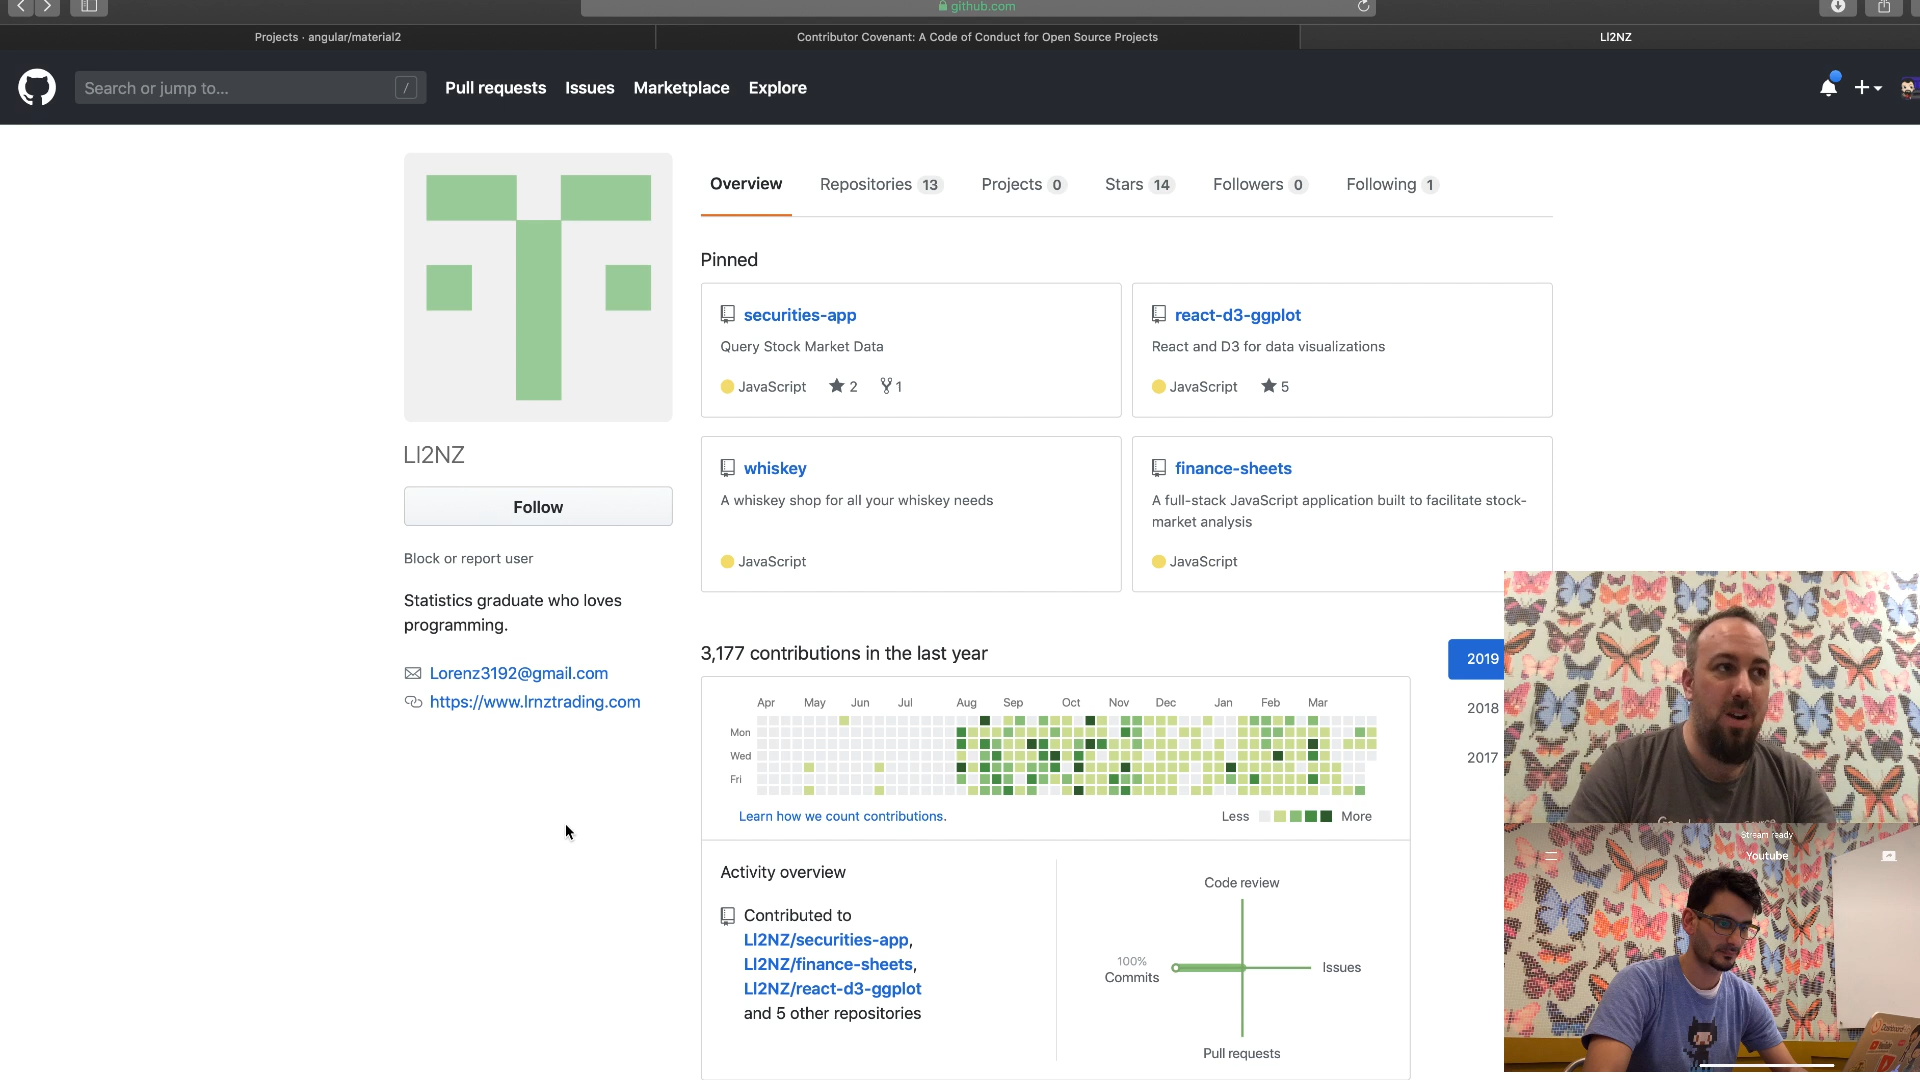 github.com
Projects · angular/material2
Contributor Covenant: A Code of Conduct for Open Source Projects
LI2NZ
Search or jump to...
/
Pull requests
Issues
Marketplace
Explore
Overview
Repositories 13
Projects 0
Stars 14
Followers 0
Following 1
Pinned
securities-app
Query Stock Market Data
JavaScript
2
1
react-d3-ggplot
React and D3 for data visualizations
JavaScript
5
whiskey
A whiskey shop for all your whiskey needs
JavaScript
finance-sheets
A full-stack JavaScript application built to facilitate stock-
market analysis
JavaScript
LI2NZ
Follow
Block or report user
Statistics graduate who loves
programming.
Lorenz3192@gmail.com
https://www.lrnztrading.com
3,177 contributions in the last year
2019
2018
2017
Apr May Jun Jul Aug Sep Oct Nov Dec Jan Feb Mar
Mon
Wed
Fri
Learn how we count contributions.
Less
More
Activity overview
Contributed to
LI2NZ/securities-app,
LI2NZ/finance-sheets,
LI2NZ/react-d3-ggplot
and 5 other repositories
Code review
100%
Commits
Issues
Pull requests
Stream ready
Youtube